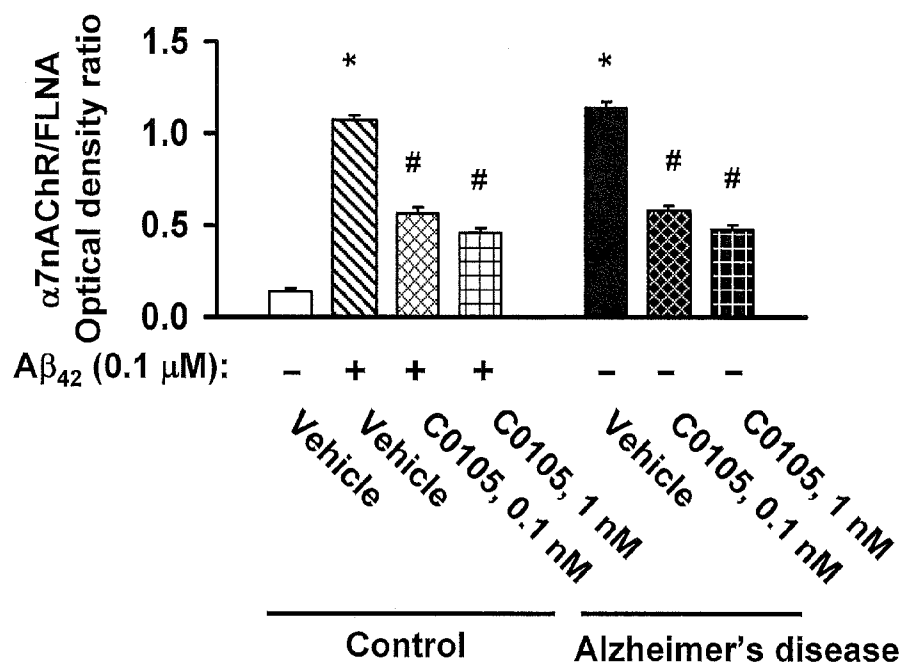 α7nAChR/FLNA
Optical density ratio
1.5
1.0
0.5
0.0
*
#
#
*
#
#
Aβ₄₂ (0.1 μM): – + + + – – –
Vehicle
Vehicle
C0105, 0.1 nM
C0105, 1 nM
Vehicle
C0105, 0.1 nM
C0105, 1 nM
Control
Alzheimer's disease